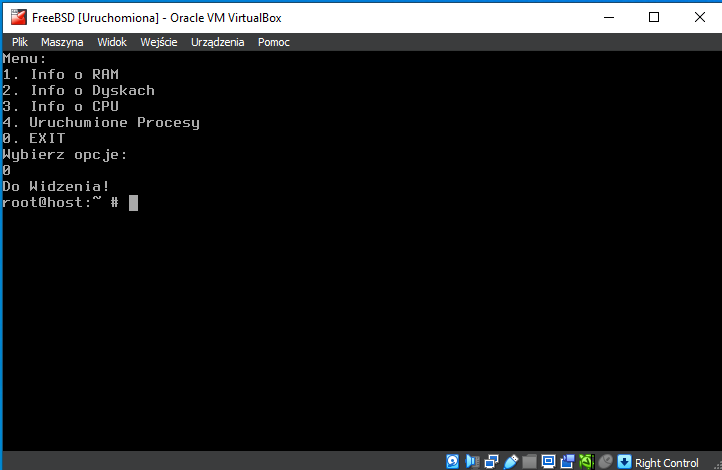 FreeBSD [Uruchomiona] - Oracle VM VirtualBox
Plik Maszyna Widok Wejście Urządzenia Pomoc
Menu:
1. Info o RAM
2. Info o Dyskach
3. Info o CPU
4. Uruchumione Procesy
0. EXIT
Wybierz opcje:
0
Do Widzenia!
root@host:~ #
Right Control